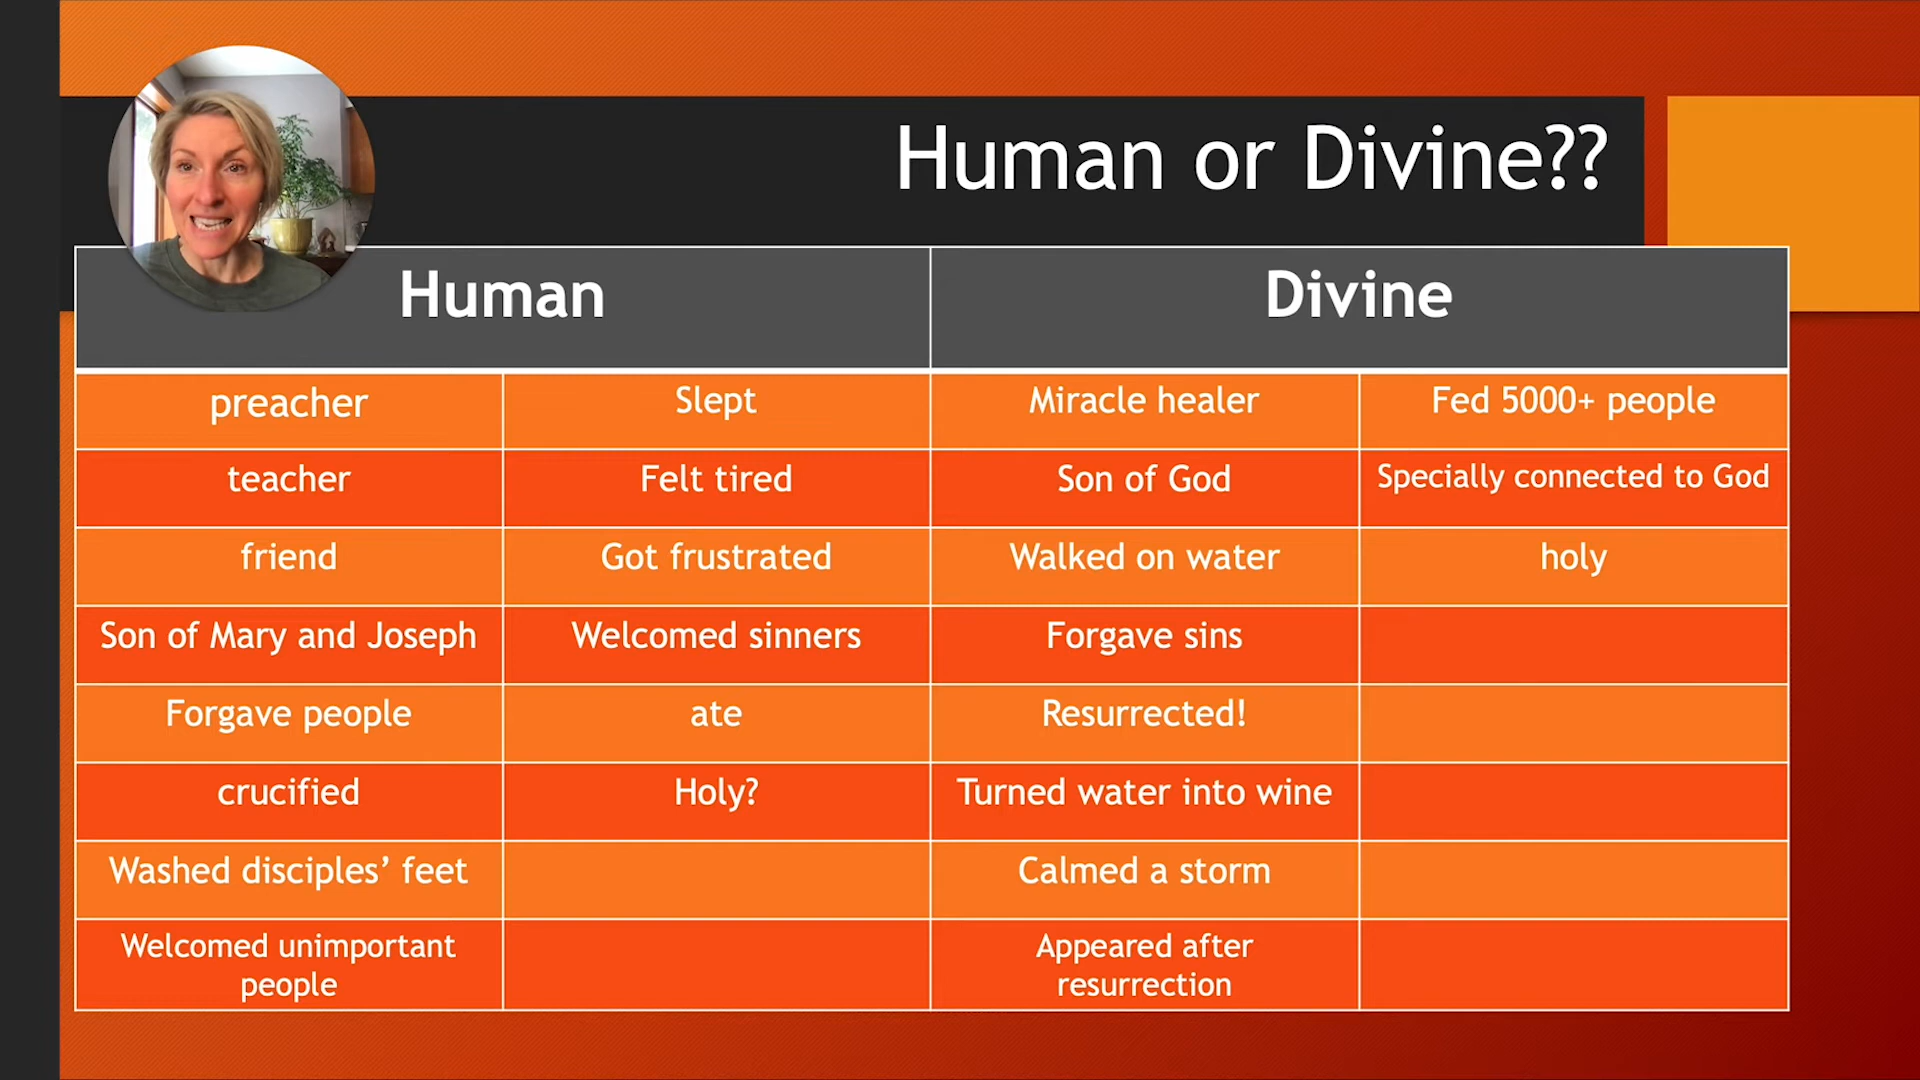 Human or Divine??
Human
Divine
preacher
Slept
Miracle healer
Fed 5000+ people
teacher
Felt tired
Son of God
Specially connected to God
friend
Got frustrated
Walked on water
holy
Son of Mary and Joseph
Welcomed sinners
Forgave sins
Forgave people
ate
Resurrected!
crucified
Holy?
Turned water into wine
Washed disciples’ feet
Calmed a storm
Welcomed unimportant
people
Appeared after
resurrection